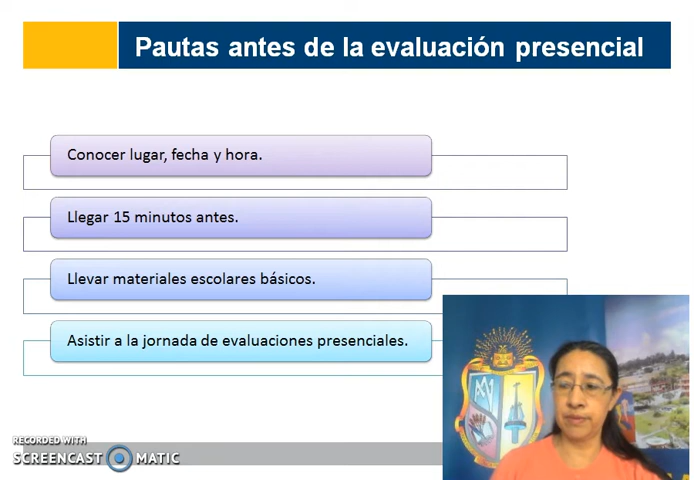 Pautas antes de la evaluación presencial
Conocer lugar, fecha y hora.
Llegar 15 minutos antes.
Llevar materiales escolares básicos.
Asistir a la jornada de evaluaciones presenciales.
RECORDED WITH
SCREENCAST MATIC